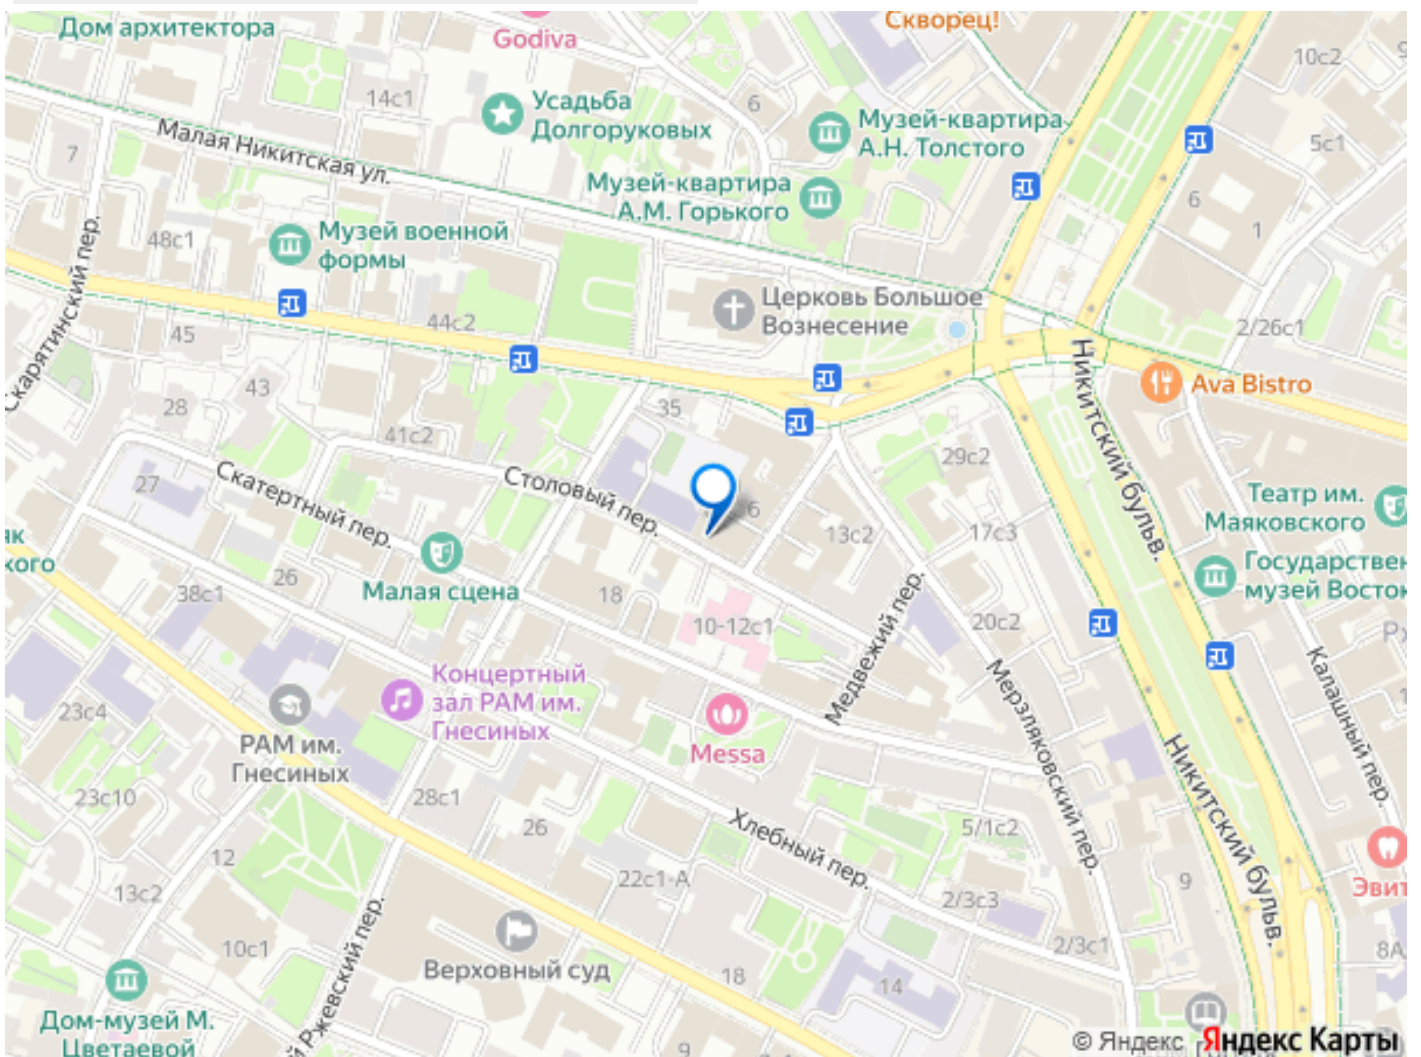 Дом архитектора
Godiva
Скворец!
10с2
9
14с1
Усадьба
Долгоруковых
6
Музей-квартира
А.Н. Толстого
5с1
7
Малая Никитская ул.
Музей-квартира
А.М. Горького
6
1
48с1
Музей военной
формы
Скарятинский пер.
Церковь Большое
Вознесение
44с2
45
2/26с1
Никитский бульв.
Ava Bistro
43
28
35
41с2
29с2
27
Скатертный пер.
Столовый пер.
6
13с2
17с3
Театр им.
Маяковского
як
кого
Малая сцена
26
38с1
18
10-12с1
Медвежий пер.
20с2
Государствен
музей Восток
Концертный
зал РАМ им.
Гнесиных
Мерзляковский пер.
Калашный пер.
23с4
РАМ им.
Гнесиных
Messa
Никитский бульв.
23с10
28с1
26
Хлебный пер.
5/1с2
12
13с2
22с1-А
9
2/3с3
Эвит
10с1
Верховный суд
18
14
2/3с1
8А
й Ржевский пер.
Дом-музей М.
Цветаевой
9
© Яндекс Яндекс Карты